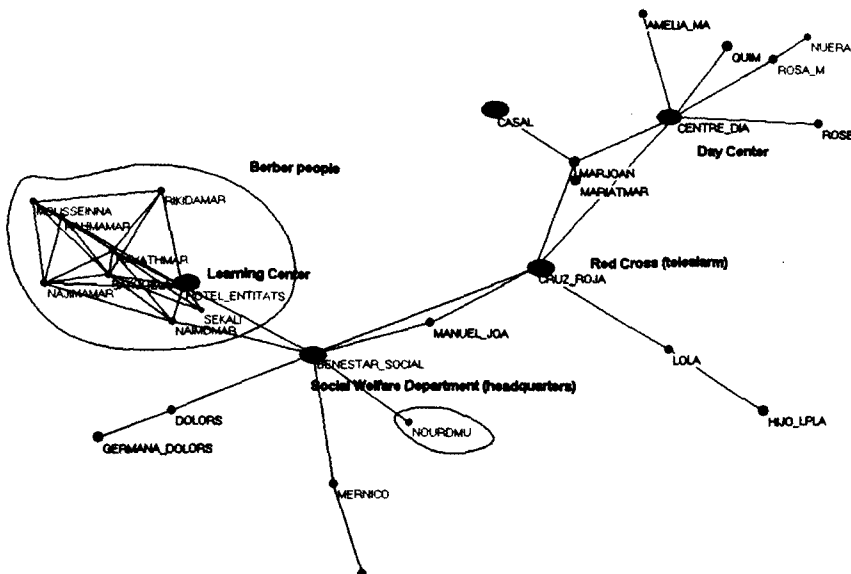 AMELIA_MA
NUERA
QUIM
ROSA_M
CASAL
CENTRE_DIA
ROSE
Day Center
Berber people
MARJOAN
MARIATMAR
RIKIDAMAR
MOUSSEINNA
RAHMAMAR
Red Cross (telealarm)
Learning Center
CRUZ_ROJA
NAJIMAMAR
HOTEL_ENTITATS
SEKALI
NAIMDMAR
MANUEL_JOA
LOLA
BENESTAR_SOCIAL
Social Welfare Department (headquarters)
DOLORS
HIJO_LPLA
NOURDMU
GERMANA_DOLORS
MERNICO